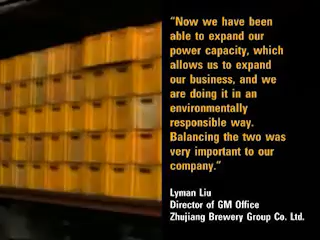 “Now we have been
able to expand our
power capacity, which
allows us to expand
our business, and we
are doing it in an
environmentally
responsible way.
Balancing the two was
very important to our
company.”
Lyman Liu
Director of GM Office
Zhujiang Brewery Group Co. Ltd.